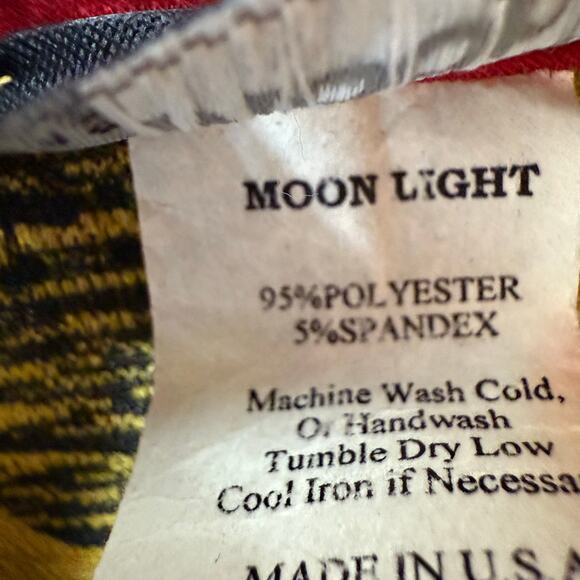 MOON LIGHT
95%POLYESTER
5%SPANDEX
Machine Wash Cold,
Or Handwash
Tumble Dry Low
Cool Iron if Necessa
MADE IN U.S.A